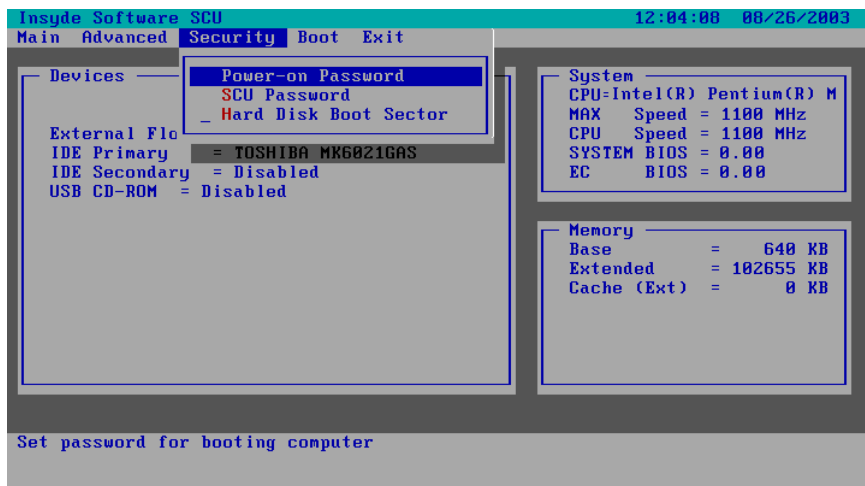 Insyde Software SCU 12:04:08 08/26/2003
Main Advanced Security Boot Exit
Power-on Password
SCU Password
_ Hard Disk Boot Sector
Devices
External Flo
IDE Primary = TOSHIBA MK6021GAS
IDE Secondary = Disabled
USB CD-ROM = Disabled
System
CPU=Intel(R) Pentium(R) M
MAX Speed = 1100 MHz
CPU Speed = 1100 MHz
SYSTEM BIOS = 0.00
EC BIOS = 0.00
Memory
Base = 640 KB
Extended = 102655 KB
Cache (Ext) = 0 KB
Set password for booting computer